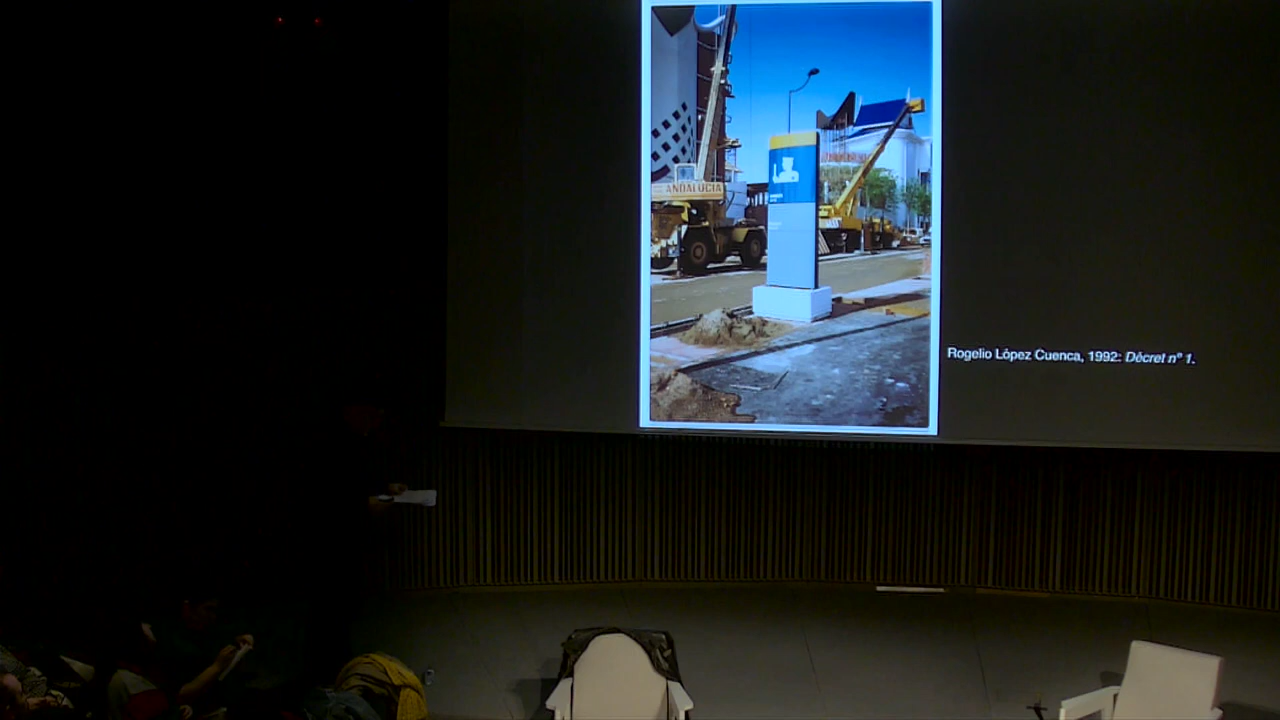 ANDALUCIA
Rogelio López Cuenca, 1992: Décret nº 1.